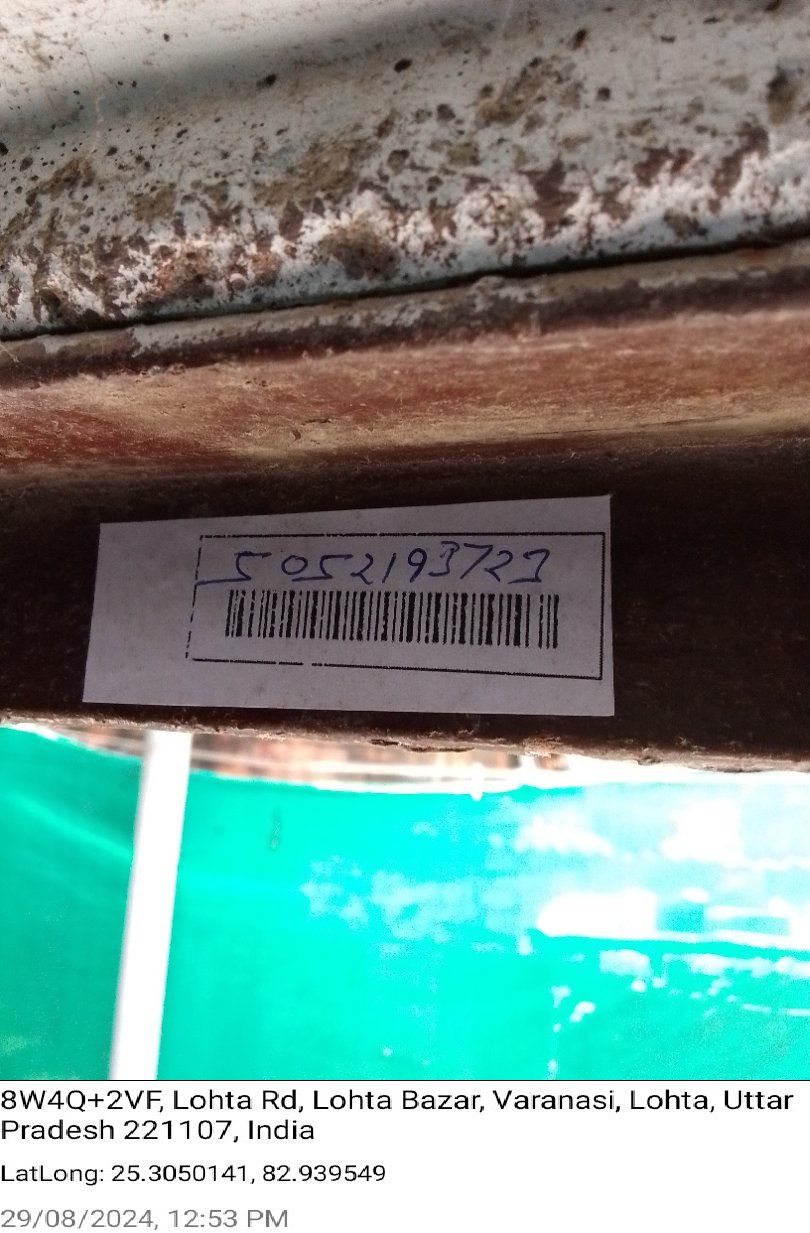 5052193723
8W4Q+2VF, Lohta Rd, Lohta Bazar, Varanasi, Lohta, Uttar
Pradesh 221107, India
LatLong: 25.3050141, 82.939549
29/08/2024, 12:53 PM